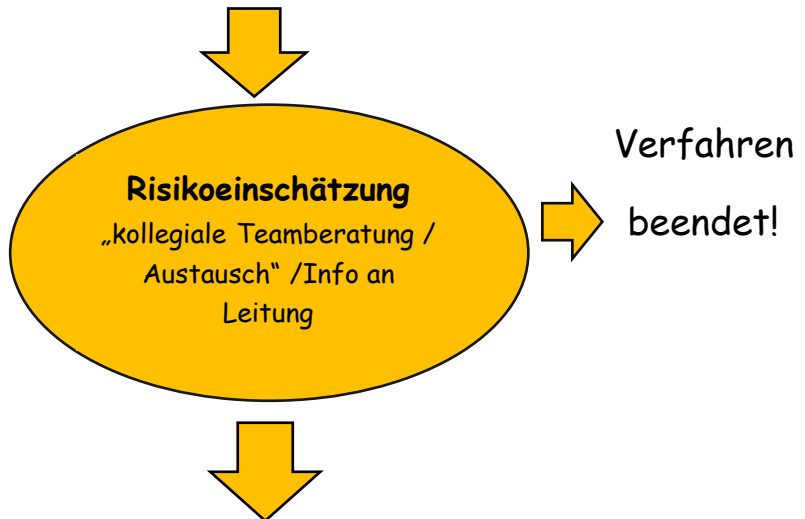 Risikoeinschätzung
„kollegiale Teamberatung /
Austausch“ /Info an
Leitung
Verfahren
beendet!